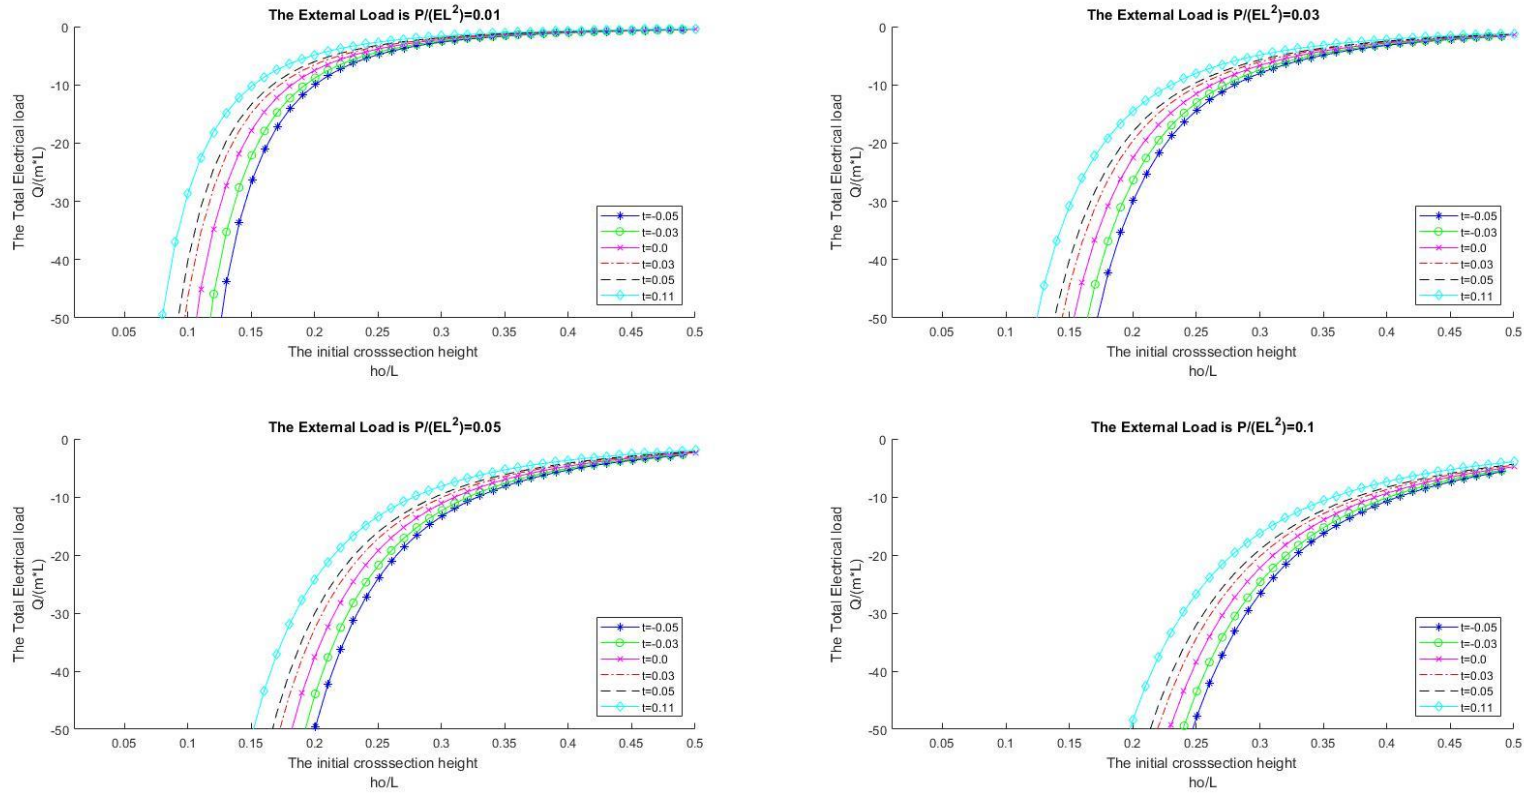 The External Load is P/(EL²)=0.01
0
-10
-20
-30
-40
-50
The Total Electrical load
Q/(m*L)
t=-0.05
t=-0.03
t=0.0
t=0.03
t=0.05
t=0.11
0.05 0.1 0.15 0.2 0.25 0.3 0.35 0.4 0.45 0.5
The initial crosssection height
ho/L
The External Load is P/(EL²)=0.03
0
-10
-20
-30
-40
-50
The Total Electrical load
Q/(m*L)
t=-0.05
t=-0.03
t=0.0
t=0.03
t=0.05
t=0.11
0.05 0.1 0.15 0.2 0.25 0.3 0.35 0.4 0.45 0.5
The initial crosssection height
ho/L
The External Load is P/(EL²)=0.05
0
-10
-20
-30
-40
-50
The Total Electrical load
Q/(m*L)
t=-0.05
t=-0.03
t=0.0
t=0.03
t=0.05
t=0.11
0.05 0.1 0.15 0.2 0.25 0.3 0.35 0.4 0.45 0.5
The initial crosssection height
ho/L
The External Load is P/(EL²)=0.1
0
-10
-20
-30
-40
-50
The Total Electrical load
Q/(m*L)
t=-0.05
t=-0.03
t=0.0
t=0.03
t=0.05
t=0.11
0.05 0.1 0.15 0.2 0.25 0.3 0.35 0.4 0.45 0.5
The initial crosssection height
ho/L